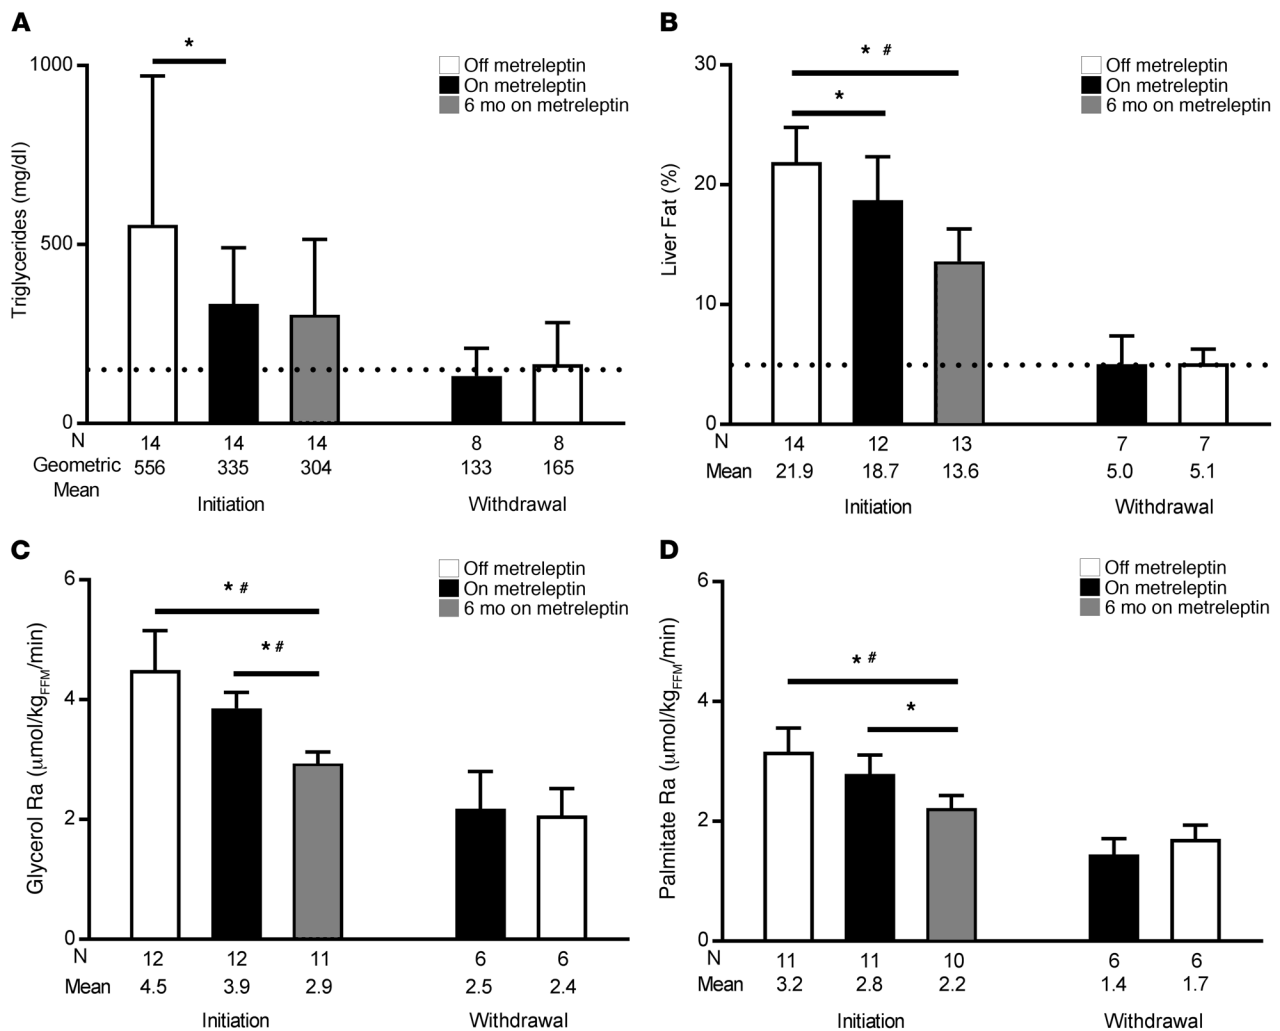 A
*
1000
500
0
Triglycerides (mg/dl)
Off metreleptin
On metreleptin
6 mo on metreleptin
N 14 14 14 8 8
Geometric Mean 556 335 304 133 165
Initiation Withdrawal
B
* #
*
30
20
10
0
Liver Fat (%)
Off metreleptin
On metreleptin
6 mo on metreleptin
N 14 12 13 7 7
Mean 21.9 18.7 13.6 5.0 5.1
Initiation Withdrawal
C
* #
* #
6
4
2
0
Glycerol Ra (μmol/kgFFM/min)
Off metreleptin
On metreleptin
6 mo on metreleptin
N 12 12 11 6 6
Mean 4.5 3.9 2.9 2.5 2.4
Initiation Withdrawal
D
* #
*
6
4
2
0
Palmitate Ra (μmol/kgFFM/min)
Off metreleptin
On metreleptin
6 mo on metreleptin
N 11 11 10 6 6
Mean 3.2 2.8 2.2 1.4 1.7
Initiation Withdrawal